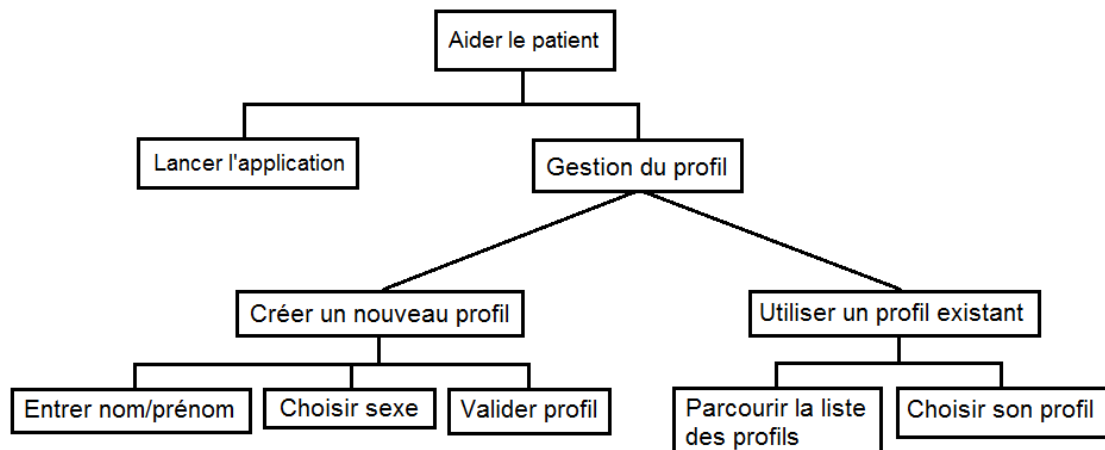 Aider le patient
Lancer l'application
Gestion du profil
Créer un nouveau profil
Utiliser un profil existant
Entrer nom/prénom
Choisir sexe
Valider profil
Parcourir la liste
des profils
Choisir son profil